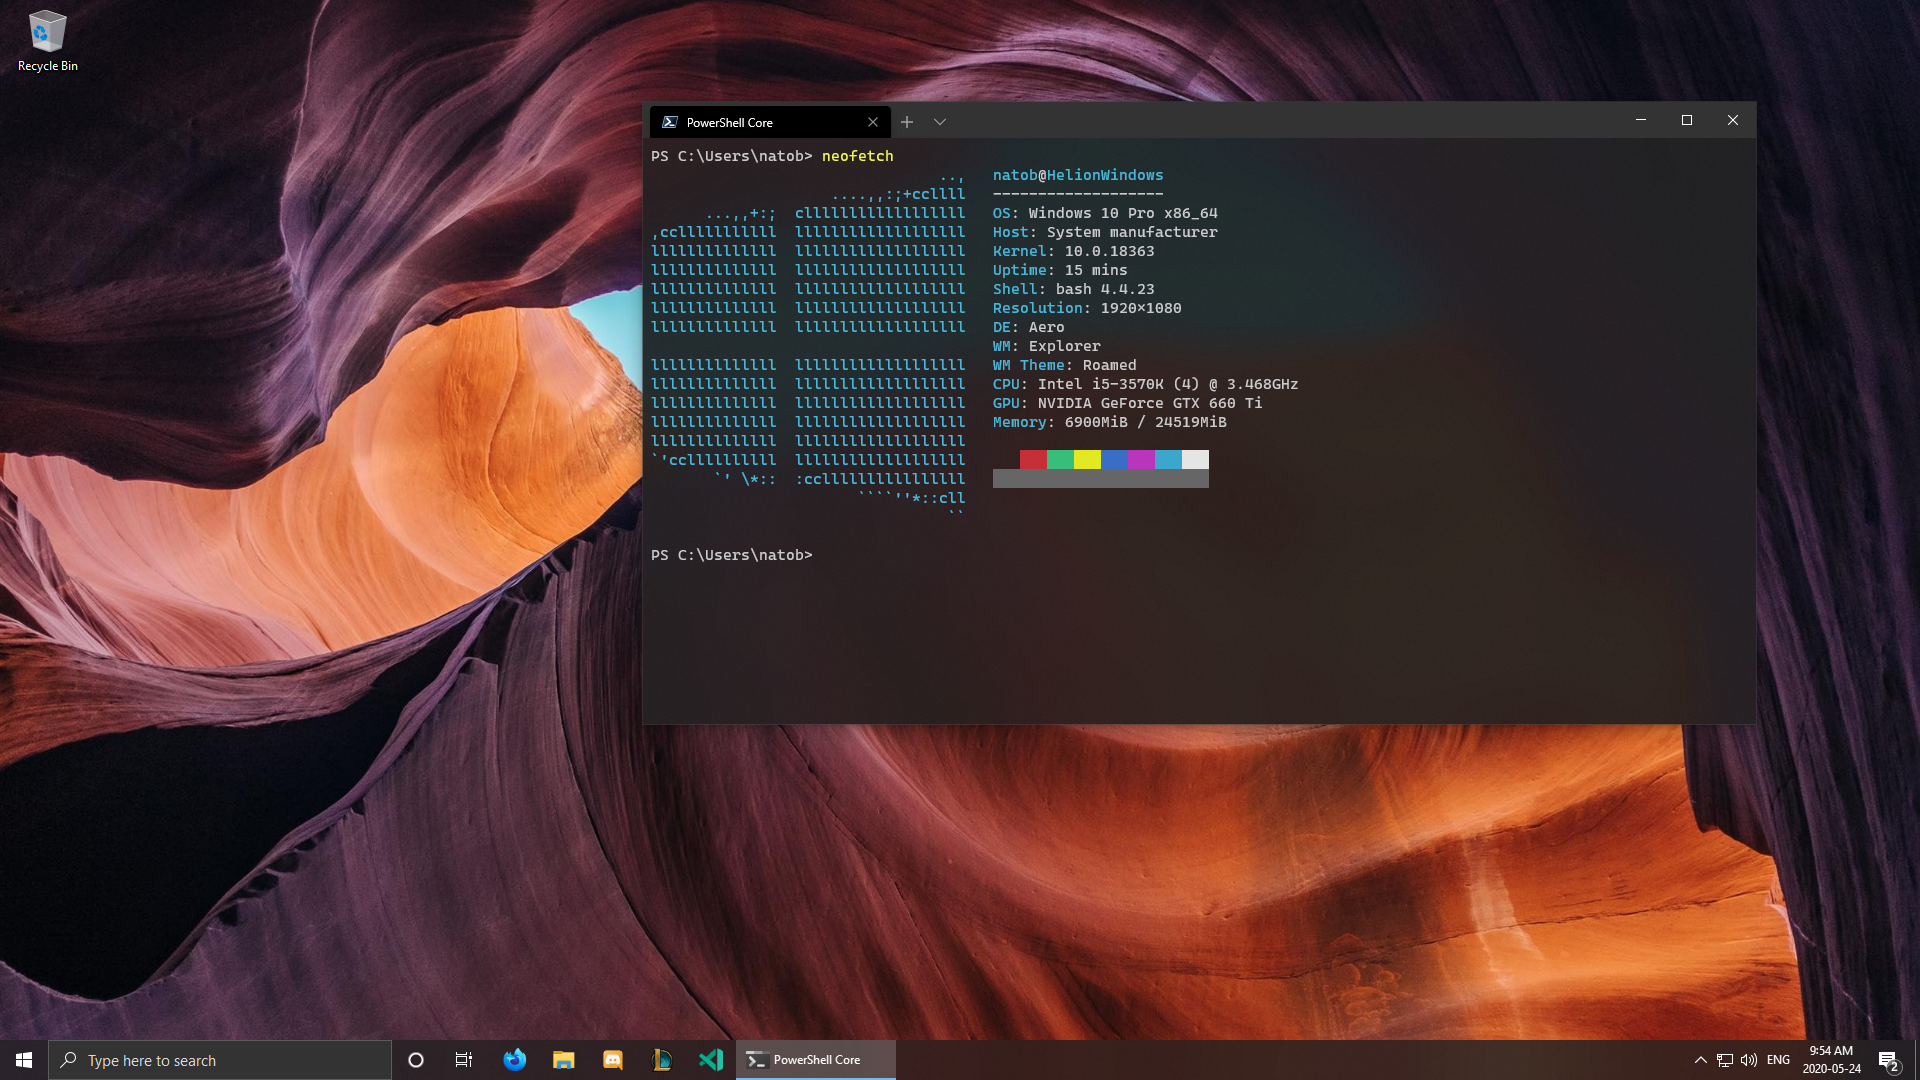 Recycle Bin
PowerShell Core
PS C:\Users\natob> neofetch
..,
....,,:;+ccllll
...,,+:;  cllllllllllllllllll
,cclllllllllll  lllllllllllllllllll
llllllllllllll  lllllllllllllllllll
llllllllllllll  lllllllllllllllllll
llllllllllllll  lllllllllllllllllll
llllllllllllll  lllllllllllllllllll
llllllllllllll  lllllllllllllllllll
llllllllllllll  lllllllllllllllllll
llllllllllllll  lllllllllllllllllll
llllllllllllll  lllllllllllllllllll
llllllllllllll  lllllllllllllllllll
llllllllllllll  lllllllllllllllllll
`'ccllllllllll  lllllllllllllllllll
`' \*::  :ccllllllllllllllll
````''*::cll
``
natob@HelionWindows
-------------------
OS: Windows 10 Pro x86_64
Host: System manufacturer
Kernel: 10.0.18363
Uptime: 15 mins
Shell: bash 4.4.23
Resolution: 1920×1080
DE: Aero
WM: Explorer
WM Theme: Roamed
CPU: Intel i5-3570K (4) @ 3.468GHz
GPU: NVIDIA GeForce GTX 660 Ti
Memory: 6900MiB / 24519MiB
PS C:\Users\natob>
Type here to search
PowerShell Core
ENG
9:54 AM
2020-05-24
2